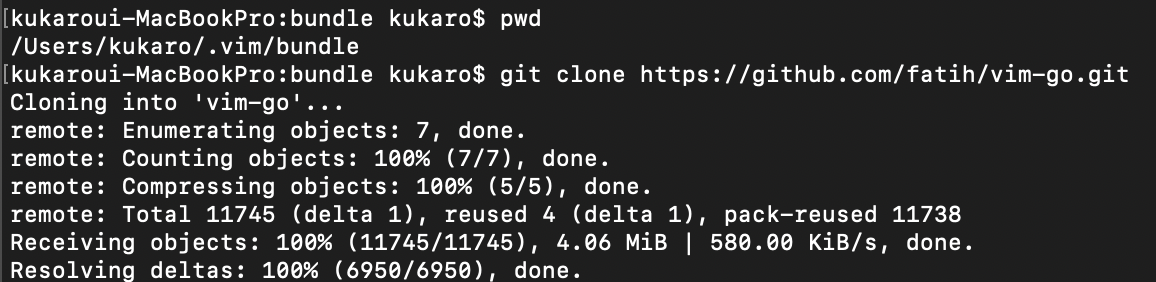 [kukaroui-MacBookPro:bundle kukaro$ pwd
/Users/kukaro/.vim/bundle
[kukaroui-MacBookPro:bundle kukaro$ git clone https://github.com/fatih/vim-go.git
Cloning into 'vim-go'...
remote: Enumerating objects: 7, done.
remote: Counting objects: 100% (7/7), done.
remote: Compressing objects: 100% (5/5), done.
remote: Total 11745 (delta 1), reused 4 (delta 1), pack-reused 11738
Receiving objects: 100% (11745/11745), 4.06 MiB | 580.00 KiB/s, done.
Resolving deltas: 100% (6950/6950), done.